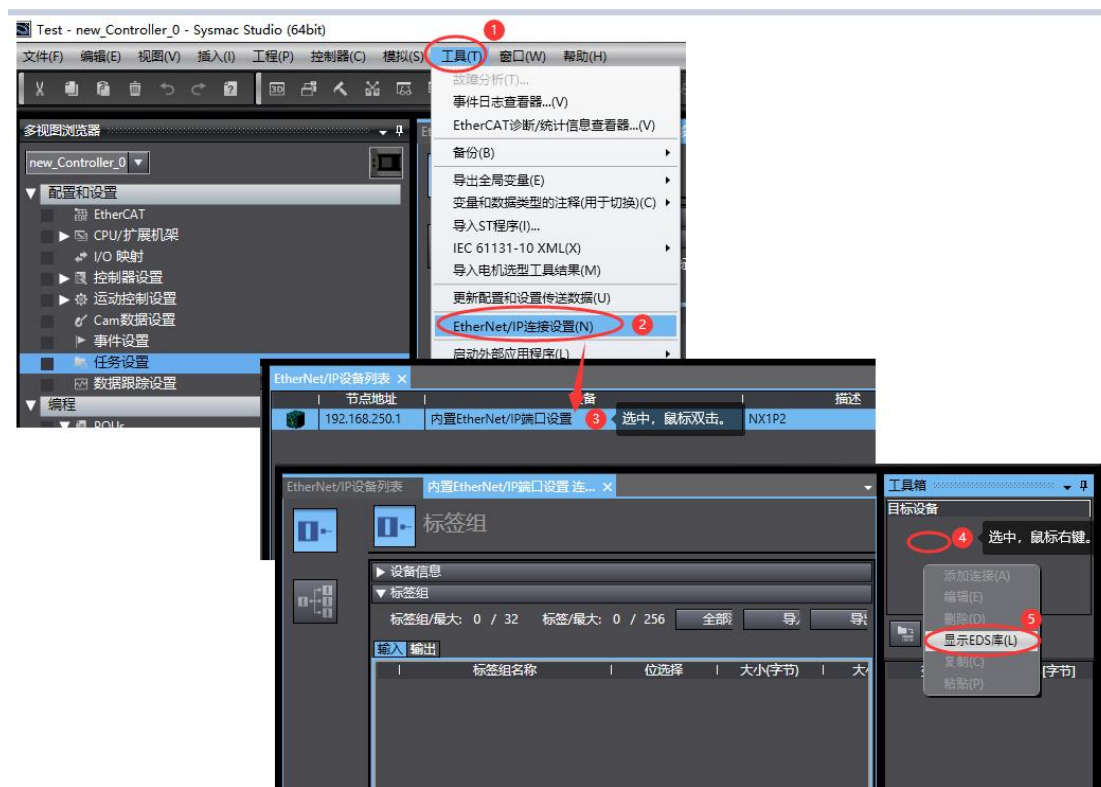 Test - new_Controller_0 - Sysmac Studio (64bit)
1
文件(F) 编辑(E) 视图(V) 插入(I) 工程(P) 控制器(C) 模拟(S) 工具(T) 窗口(W) 帮助(H)
故障分析(T)...
事件日志查看器...(V)
EtherCAT诊断/统计信息查看器...(V)
备份(B)
导出全局变量(E)
变量和数据类型的注释(用于切换)(C)
导入ST程序(I)...
IEC 61131-10 XML(X)
导入电机选型工具结果(M)
更新配置和设置传送数据(U)
EtherNet/IP连接设置(N) 2
启动外部应用程序(L)
多视图浏览器
new_Controller_0
配置和设置
EtherCAT
CPU/扩展机架
I/O 映射
控制器设置
运动控制设置
Cam数据设置
事件设置
任务设置
数据跟踪设置
编程
POUs
EtherNet/IP设备列表
节点地址 备 描述
192.168.250.1 内置EtherNet/IP端口设置 3 选中，鼠标双击。 NX1P2
EtherNet/IP设备列表 内置EtherNet/IP端口设置 连...
标签组
设备信息
标签组
标签组/最大: 0 / 32 标签/最大: 0 / 256 全部 导 导
输入 输出
标签组名称 位选择 大小(字节) 大
工具箱
目标设备
4 选中，鼠标右键。
添加连接(A)
编辑(E)
删除(D) 5
显示EDS库(L)
复制(C)
粘贴(P)
[字节]